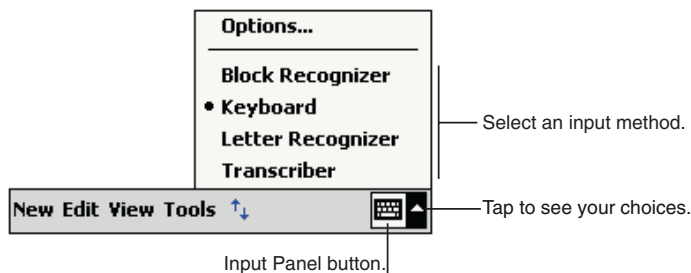 Options...
Block Recognizer
Keyboard
Letter Recognizer
Transcriber
Select an input method.
New Edit View Tools
Tap to see your choices.
Input Panel button.